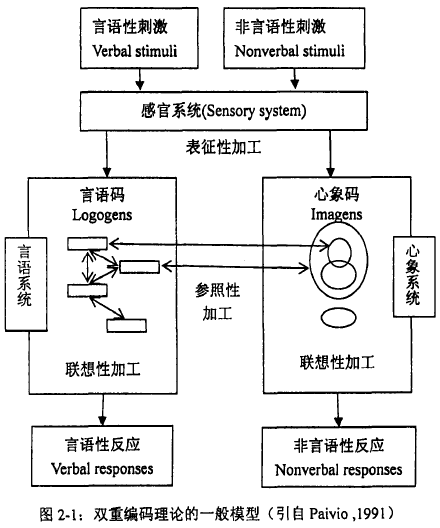 言语性刺激
Verbal stimuli
非言语性刺激
Nonverbal stimuli
感官系统(Sensory system)
表征性加工
言语码
Logogens
心象码
Imagens
言语系统
心象系统
参照性
加工
联想性加工
联想性加工
言语性反应
Verbal responses
非言语性反应
Nonverbal responses
图 2-1：双重编码理论的一般模型（引自 Paivio ,1991）